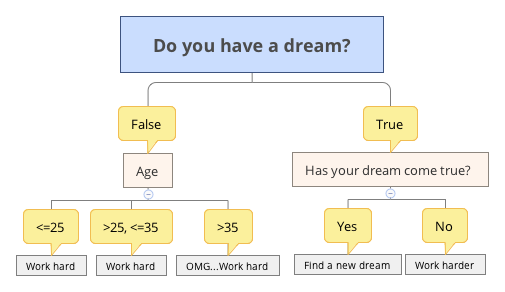 Do you have a dream?
False
True
Age
Has your dream come true?
<=25
>25, <=35
>35
Yes
No
Work hard
Work hard
OMG...Work hard
Find a new dream
Work harder